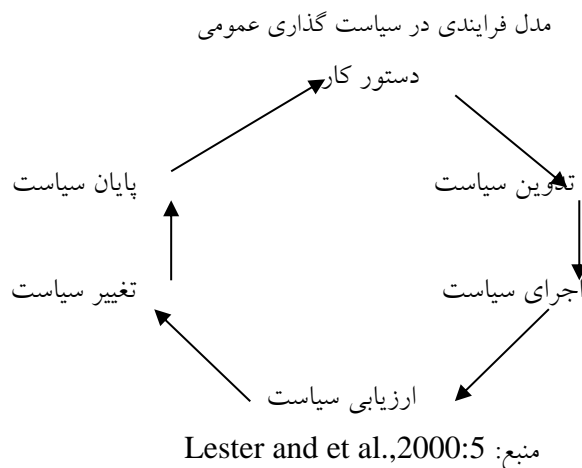 مدل فرایندی در سیاست گذاری عمومی
دستور کار
پایان سیاست
تدوین سیاست
تغییر سیاست
اجرای سیاست
ارزیابی سیاست
منبع: Lester and et al.,2000:5